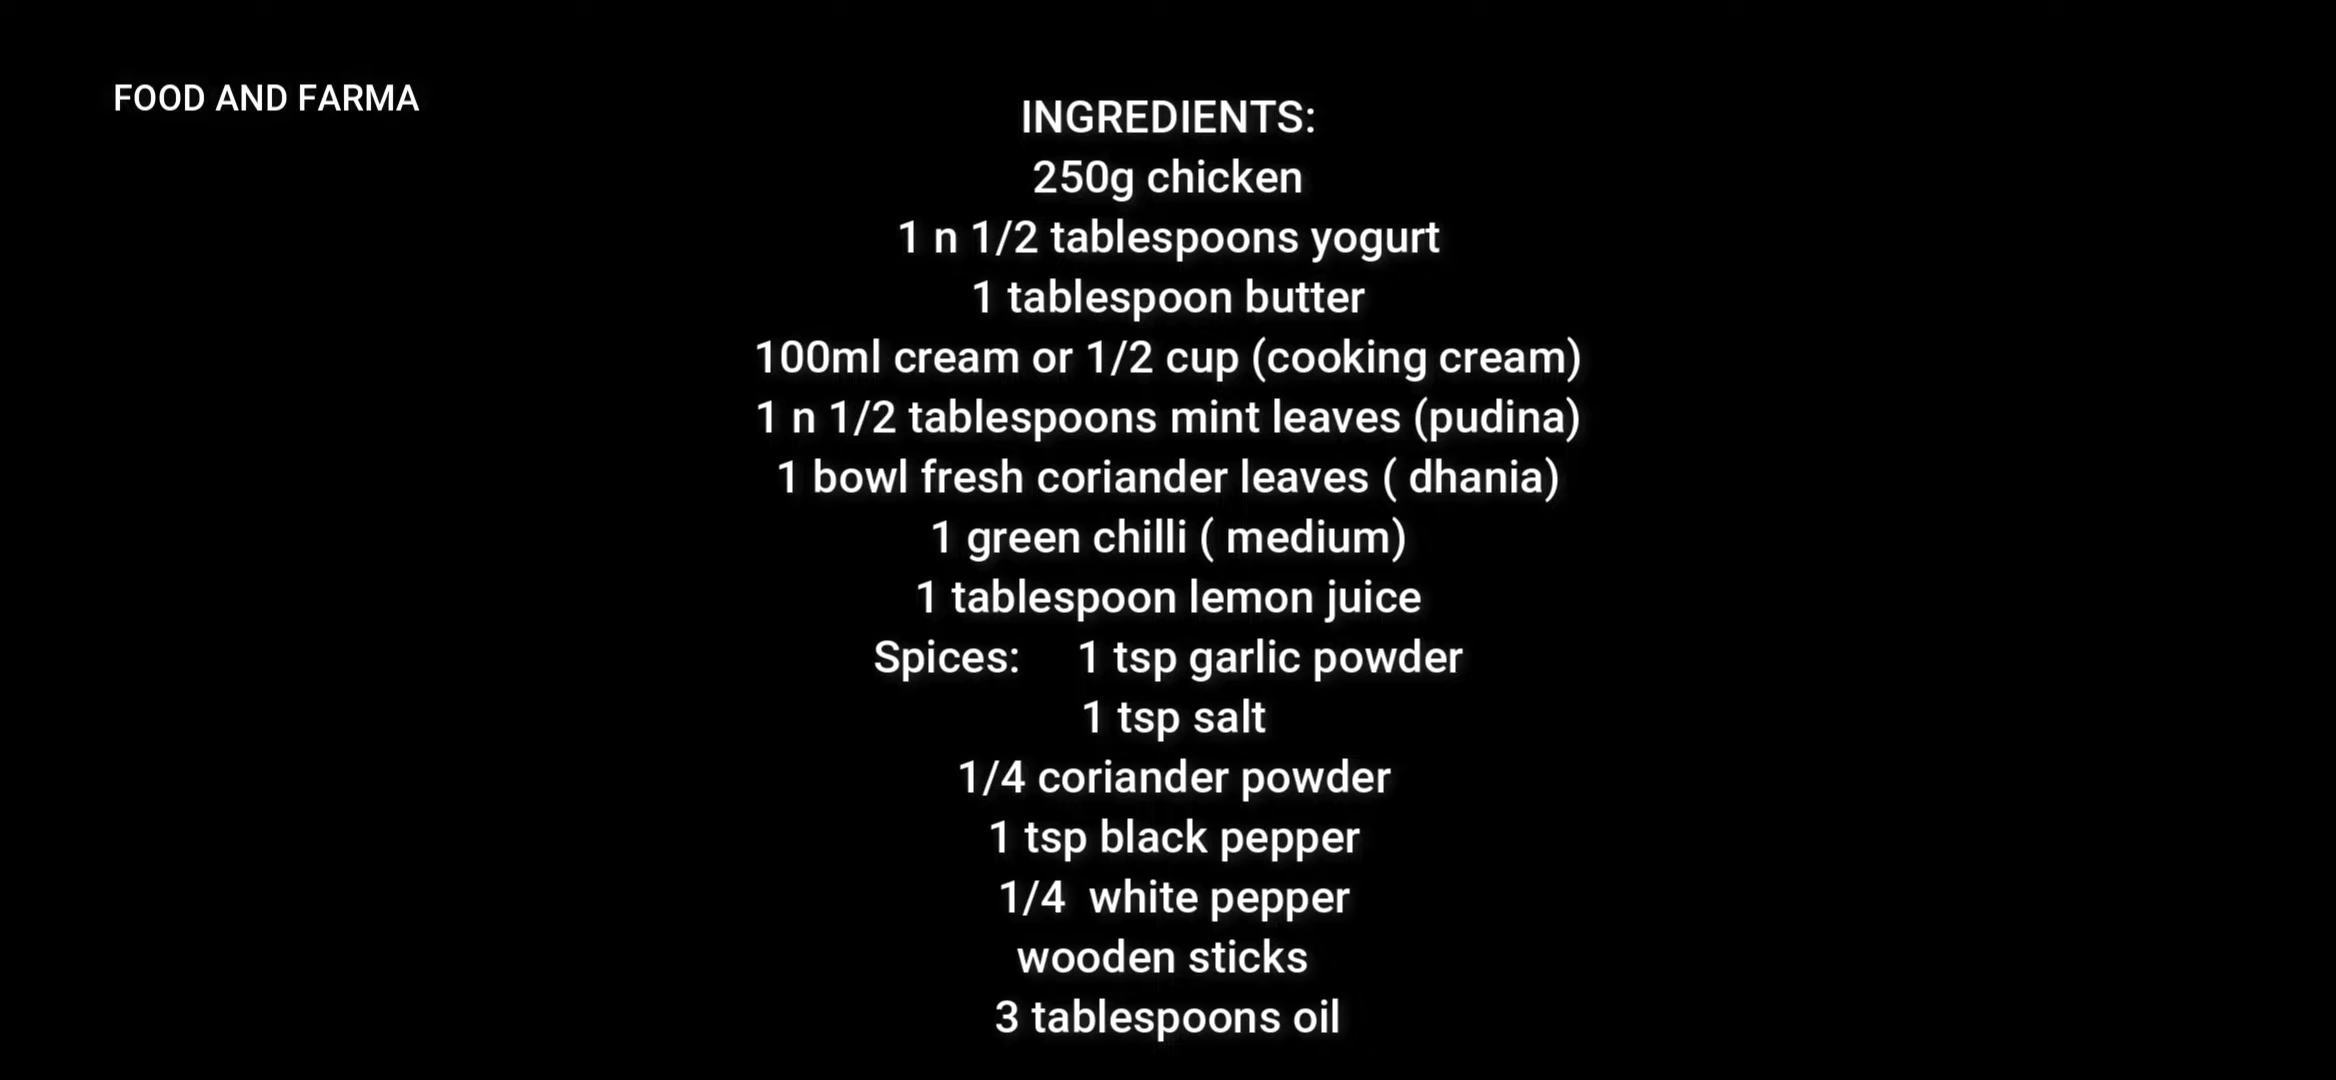 FOOD AND FARMA
INGREDIENTS:
250g chicken
1 n 1/2 tablespoons yogurt
1 tablespoon butter
100ml cream or 1/2 cup (cooking cream)
1 n 1/2 tablespoons mint leaves (pudina)
1 bowl fresh coriander leaves ( dhania)
1 green chilli ( medium)
1 tablespoon lemon juice
Spices:     1 tsp garlic powder
1 tsp salt
1/4 coriander powder
1 tsp black pepper
1/4  white pepper
wooden sticks
3 tablespoons oil